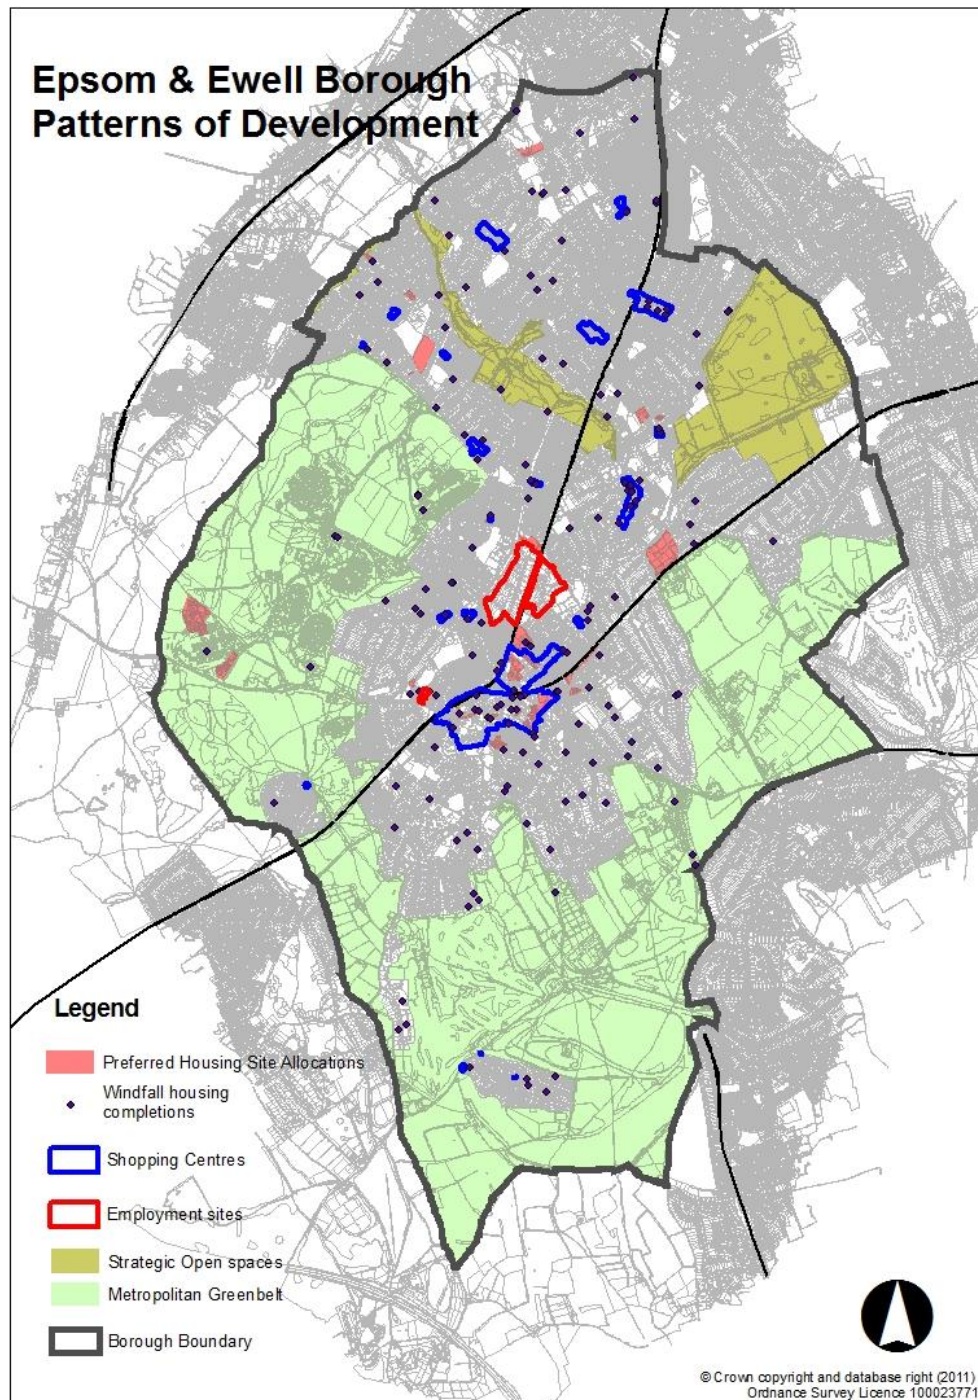 Epsom & Ewell Borough
Patterns of Development
Legend
Preferred Housing Site Allocations
Windfall housing
completions
Shopping Centres
Employment sites
Strategic Open spaces
Metropolitan Greenbelt
Borough Boundary
© Crown copyright and database right (2011)
Ordnance Survey Licence 100023177